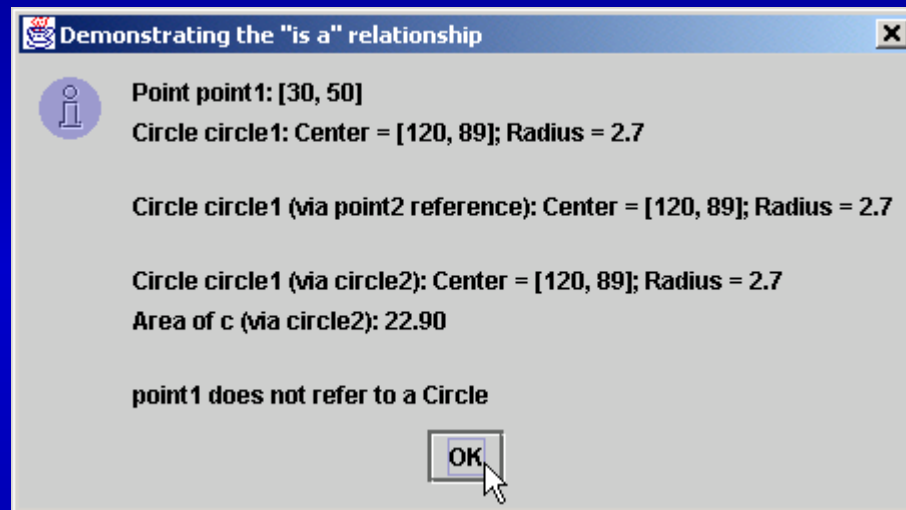 Demonstrating the "is a" relationship
Point point1: [30, 50]
Circle circle1: Center = [120, 89]; Radius = 2.7
Circle circle1 (via point2 reference): Center = [120, 89]; Radius = 2.7
Circle circle1 (via circle2): Center = [120, 89]; Radius = 2.7
Area of c (via circle2): 22.90
point1 does not refer to a Circle
OK